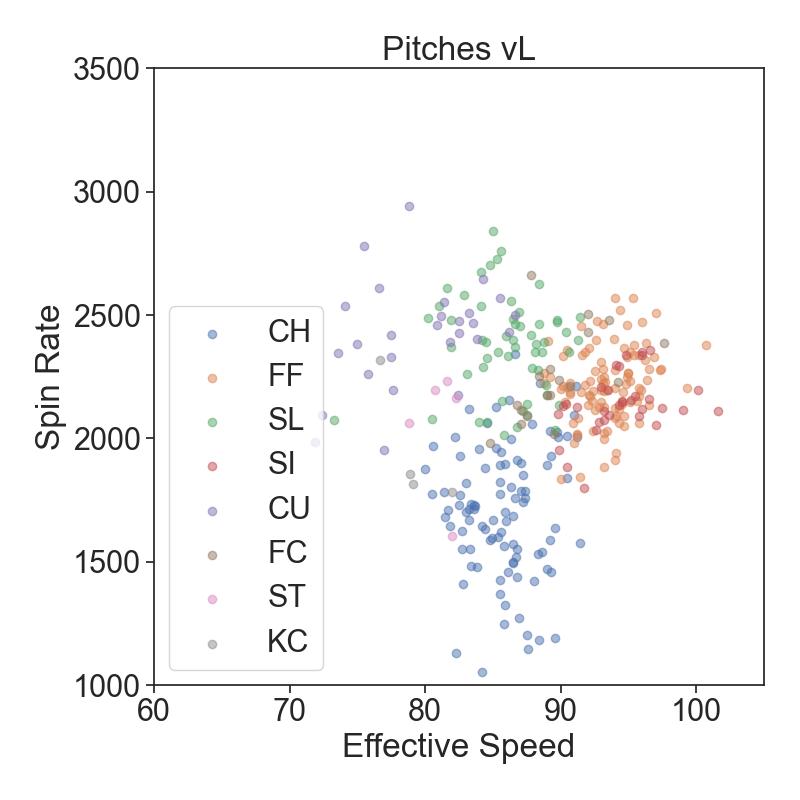 Pitches vL
3500
3000
2500
2000
1500
1000
Spin Rate
CH
FF
SL
SI
CU
FC
ST
KC
60 70 80 90 100
Effective Speed